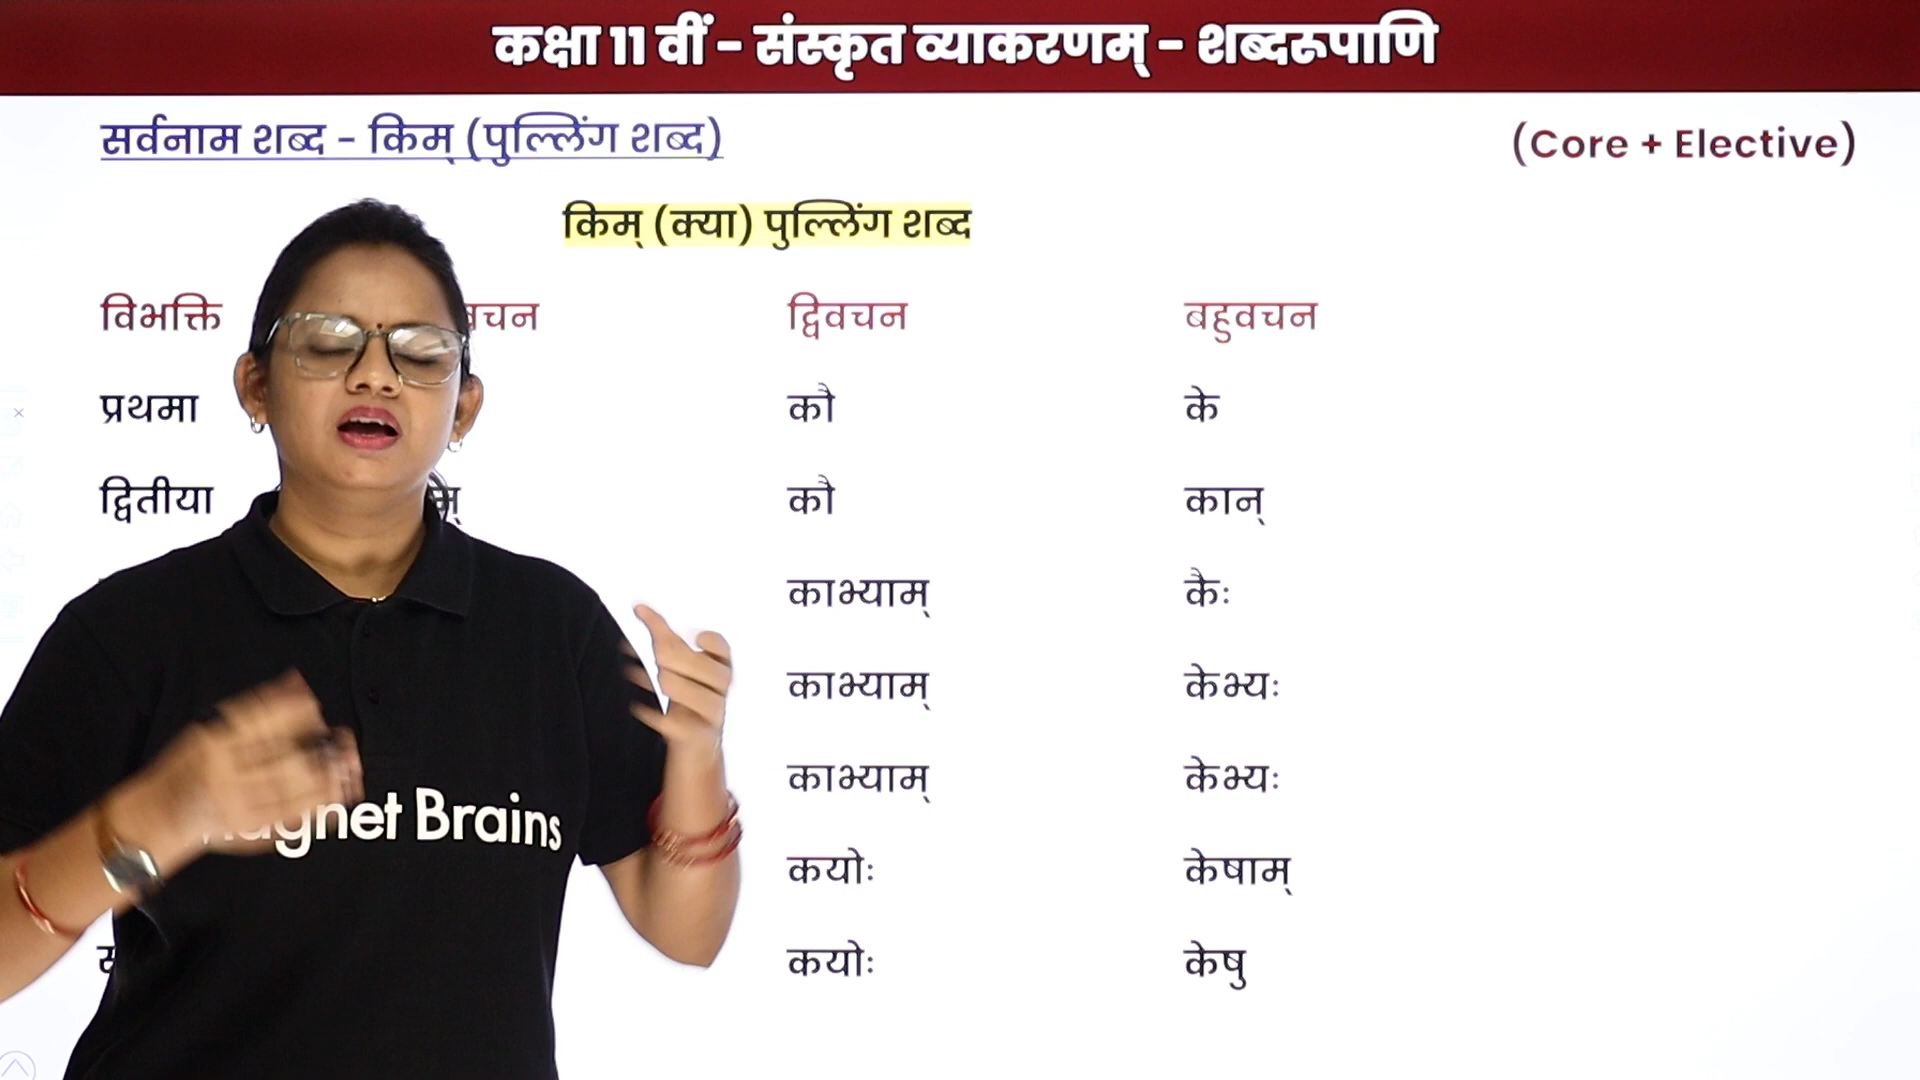 कक्षा 11 वीं - संस्कृत व्याकरणम् - शब्दरूपाणि
सर्वनाम शब्द - किम् (पुल्लिंग शब्द) (Core + Elective)
किम् (क्या) पुल्लिंग शब्द
विभक्ति द्विवचन बहुवचन
प्रथमा कौ के
द्वितीया कौ कान्
काभ्याम् कैः
काभ्याम् केभ्यः
काभ्याम् केभ्यः
कयोः केषाम्
कयोः केषु
Magnet Brains